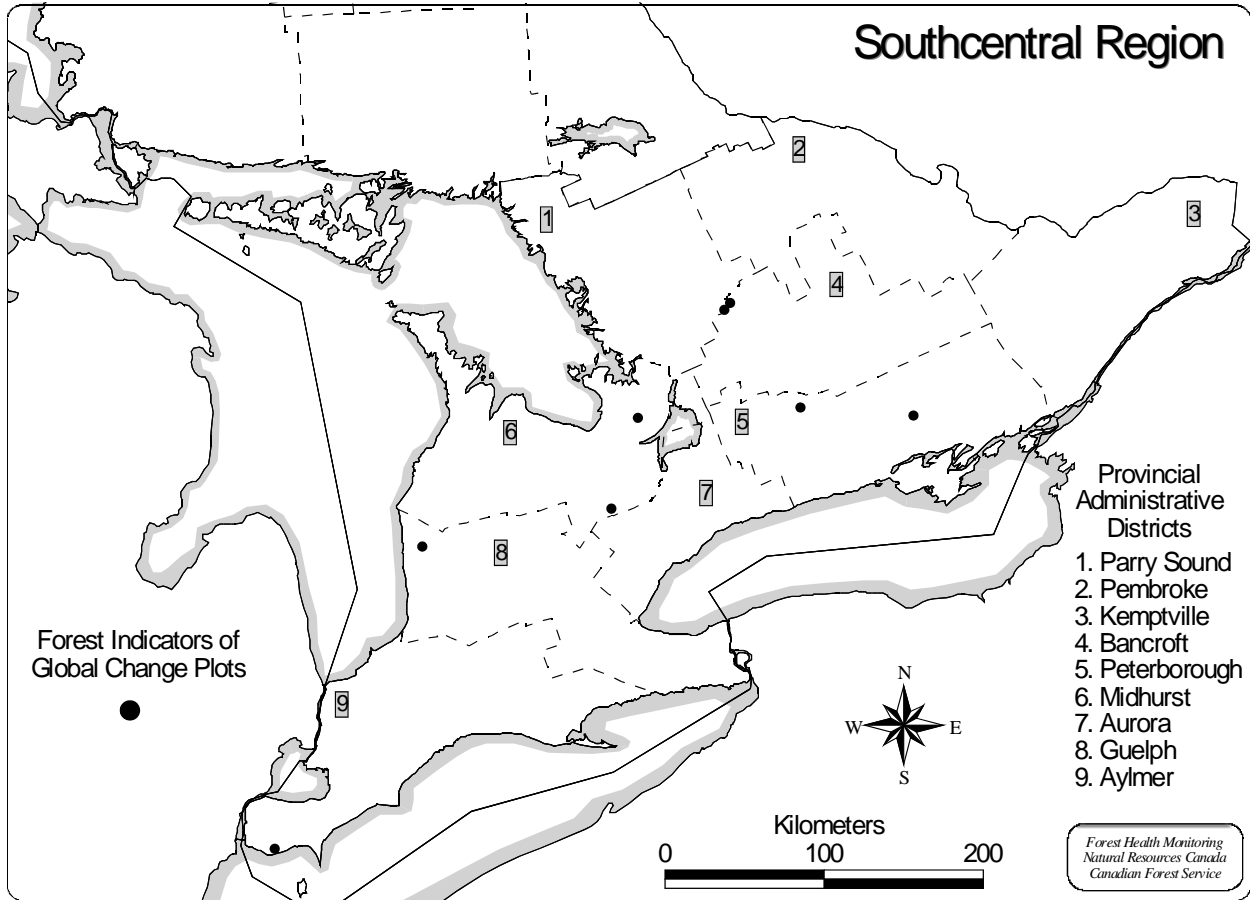 Southcentral Region
1
2
3
4
5
6
7
8
9
Provincial
Administrative
Districts
1. Parry Sound
2. Pembroke
3. Kemptville
4. Bancroft
5. Peterborough
6. Midhurst
7. Aurora
8. Guelph
9. Aylmer
Forest Indicators of
Global Change Plots
N
W E
S
Kilometers
0 100 200
Forest Health Monitoring
Natural Resources Canada
Canadian Forest Service